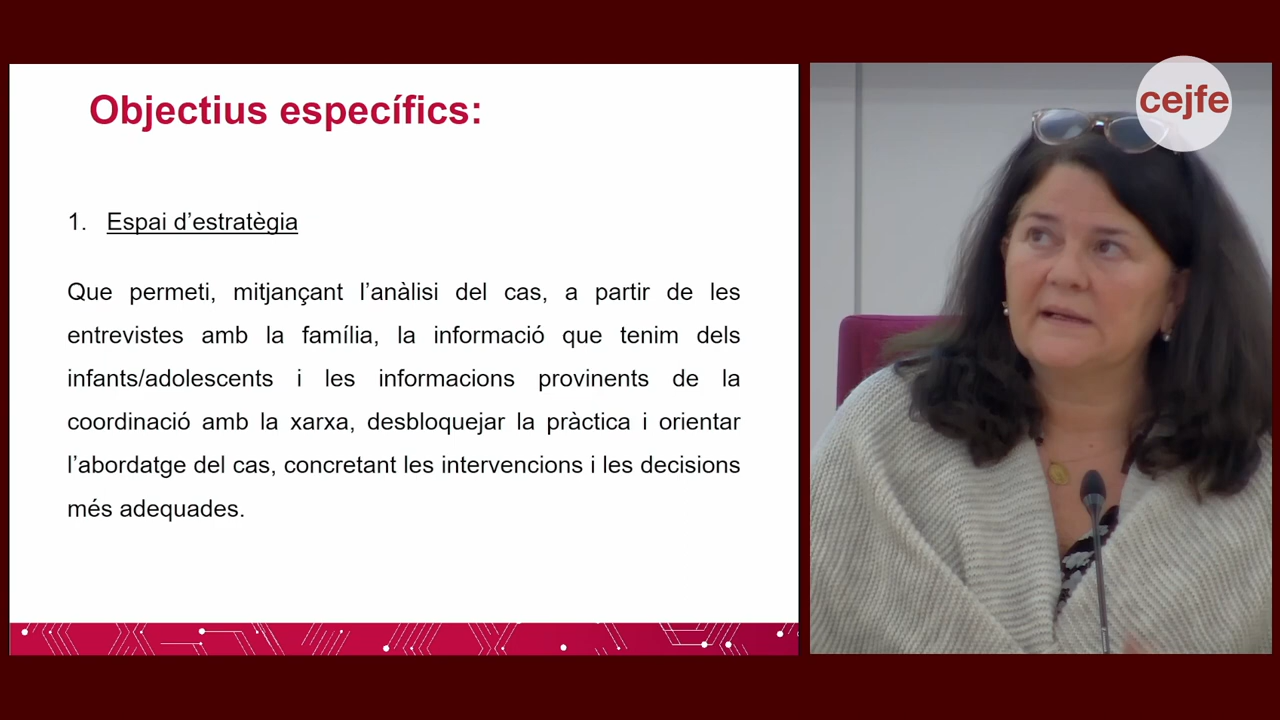 Objectius específics:
1. Espai d’estratègia
Que permeti, mitjançant l’anàlisi del cas, a partir de les
entrevistes amb la família, la informació que tenim dels
infants/adolescents i les informacions provinents de la
coordinació amb la xarxa, desbloquejar la pràctica i orientar
l’abordatge del cas, concretant les intervencions i les decisions
més adequades.
cejfe